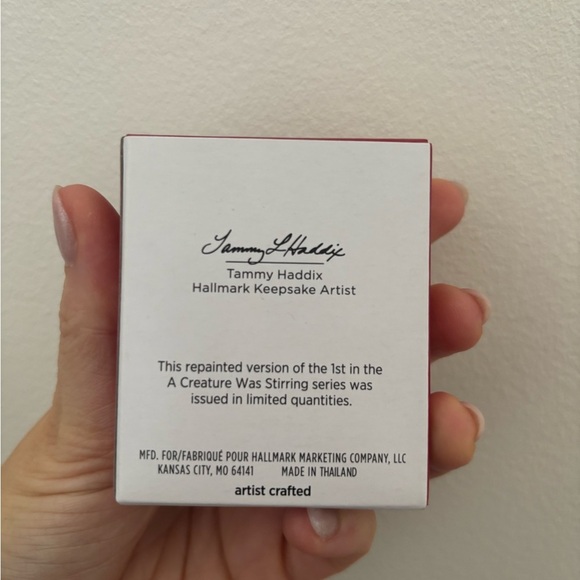 Tammy L Haddix
Tammy Haddix
Hallmark Keepsake Artist
This repainted version of the 1st in the
A Creature Was Stirring series was
issued in limited quantities.
MFD. FOR/FABRIQUÉ POUR HALLMARK MARKETING COMPANY, LLC
KANSAS CITY, MO 64141 MADE IN THAILAND
artist crafted